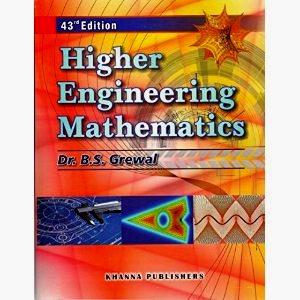 43rd Edition
Higher
Engineering
Mathematics
Dr. B.S. Grewal
KHANNA PUBLISHERS